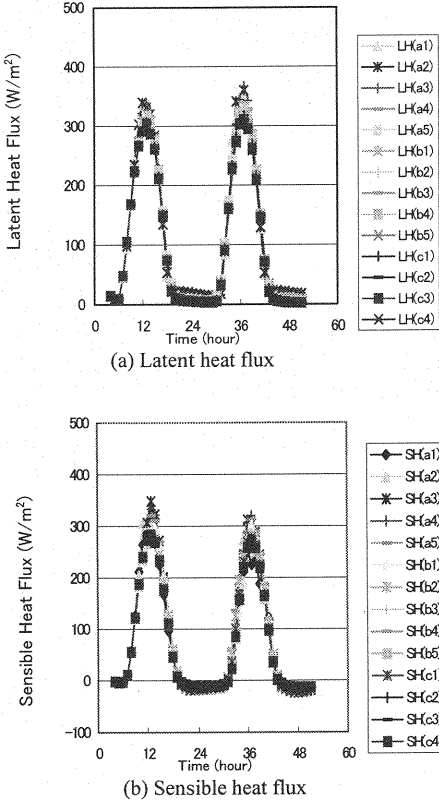 500
400
300
200
100
0
Latent Heat Flux (W/m²)
0 12 24 36 48 60
Time (hour)
LH(a1)
LH(a2)
LH(a3)
LH(a4)
LH(a5)
LH(b1)
LH(b2)
LH(b3)
LH(b4)
LH(b5)
LH(c1)
LH(c2)
LH(c3)
LH(c4)
(a) Latent heat flux
500
400
300
200
100
0
-100
Sensible Heat Flux (W/m²)
0 12 24 36 48 60
Time (hour)
SH(a1)
SH(a2)
SH(a3)
SH(a4)
SH(a5)
SH(b1)
SH(b2)
SH(b3)
SH(b4)
SH(b5)
SH(c1)
SH(c2)
SH(c3)
SH(c4
(b) Sensible heat flux